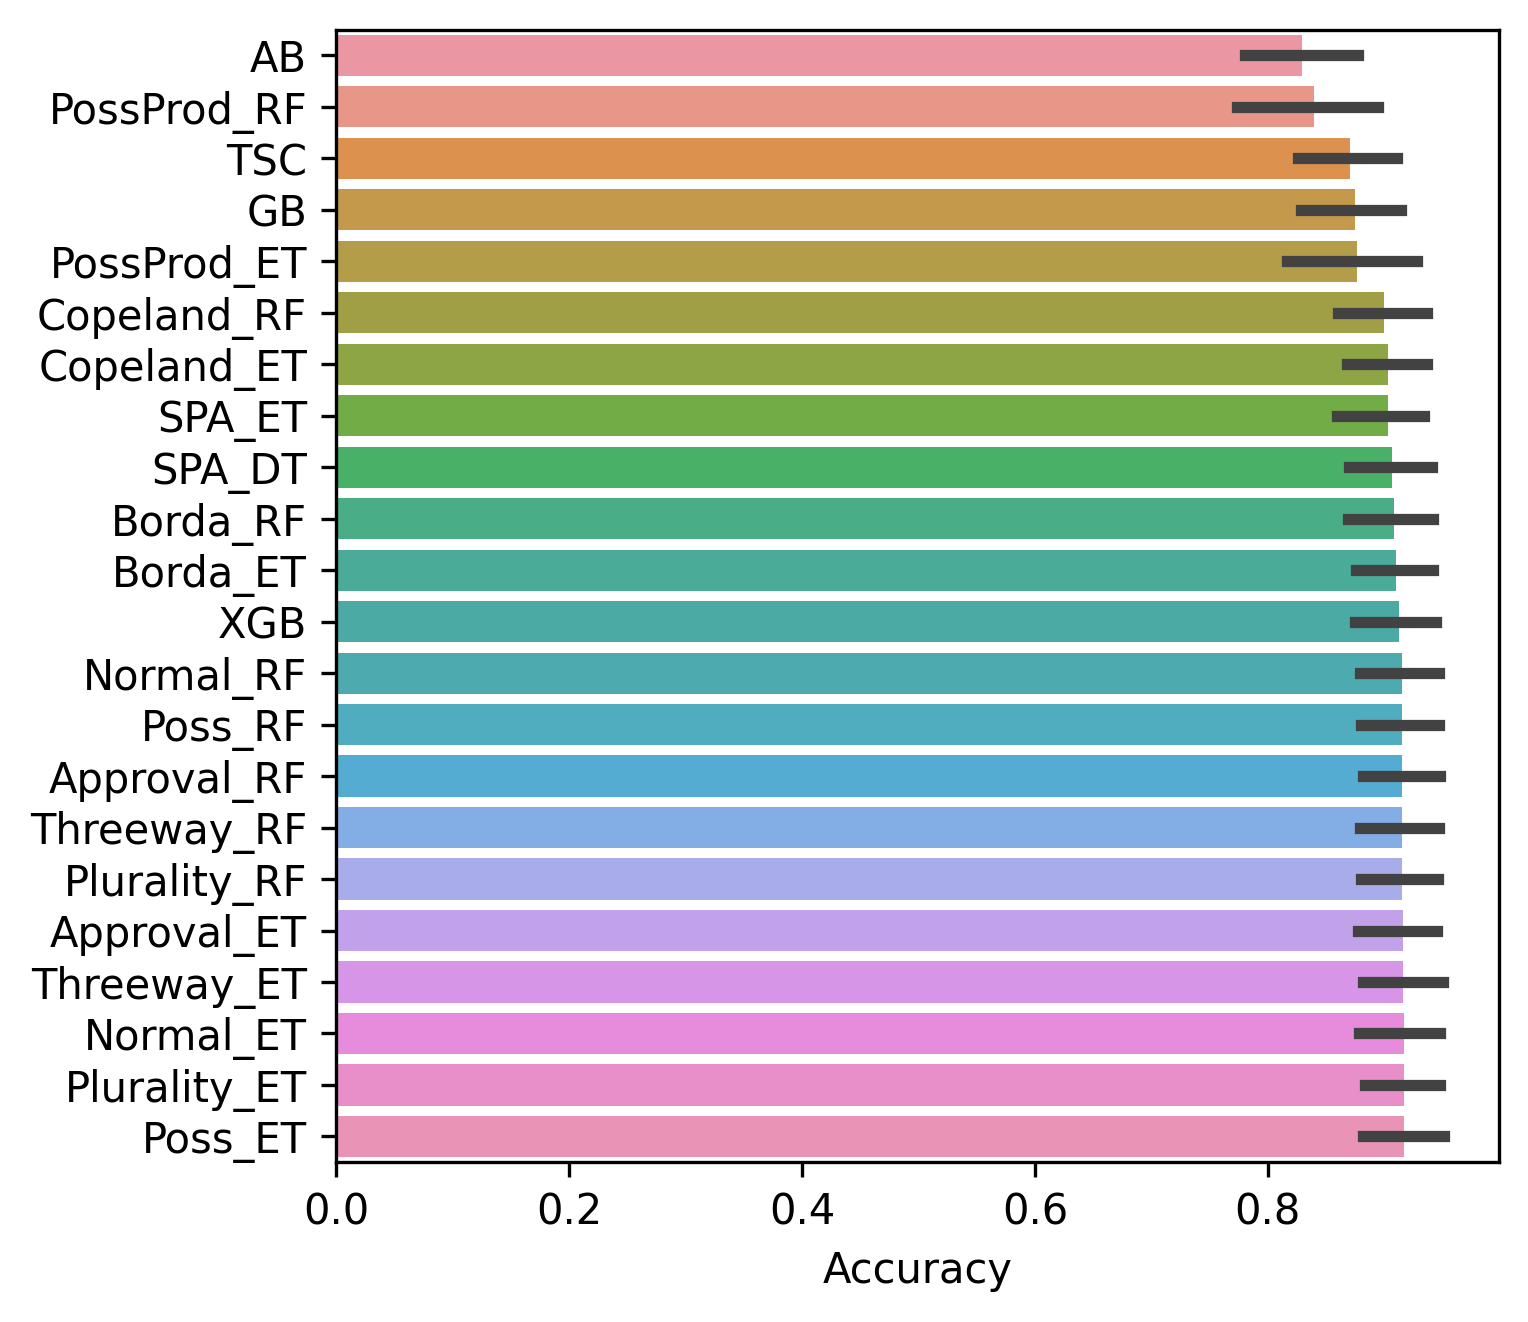 AB
PossProd_RF
TSC
GB
PossProd_ET
Copeland_RF
Copeland_ET
SPA_ET
SPA_DT
Borda_RF
Borda_ET
XGB
Normal_RF
Poss_RF
Approval_RF
Threeway_RF
Plurality_RF
Approval_ET
Threeway_ET
Normal_ET
Plurality_ET
Poss_ET
0.0 0.2 0.4 0.6 0.8
Accuracy